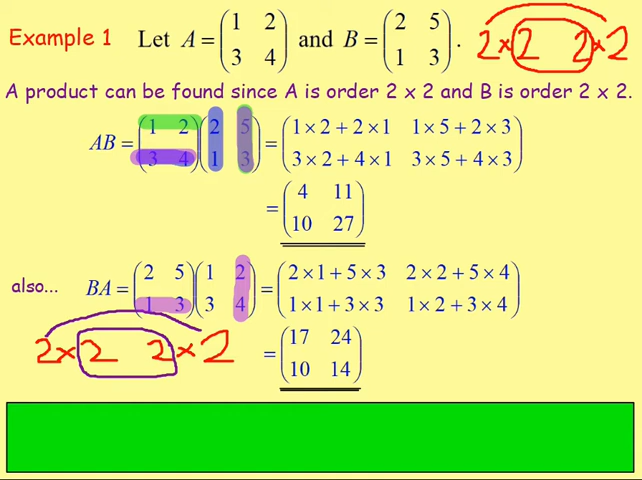 Example 1 Let A = (1 2 / 3 4) and B = (2 5 / 1 3). 2×2 2×2
A product can be found since A is order 2 x 2 and B is order 2 x 2.
AB = (1 2 / 3 4)(2 5 / 1 3) = (1×2+2×1 1×5+2×3 / 3×2+4×1 3×5+4×3)
= (4 11 / 10 27)
also... BA = (2 5 / 1 3)(1 2 / 3 4) = (2×1+5×3 2×2+5×4 / 1×1+3×3 1×2+3×4)
2×2 2×2 = (17 24 / 10 14)